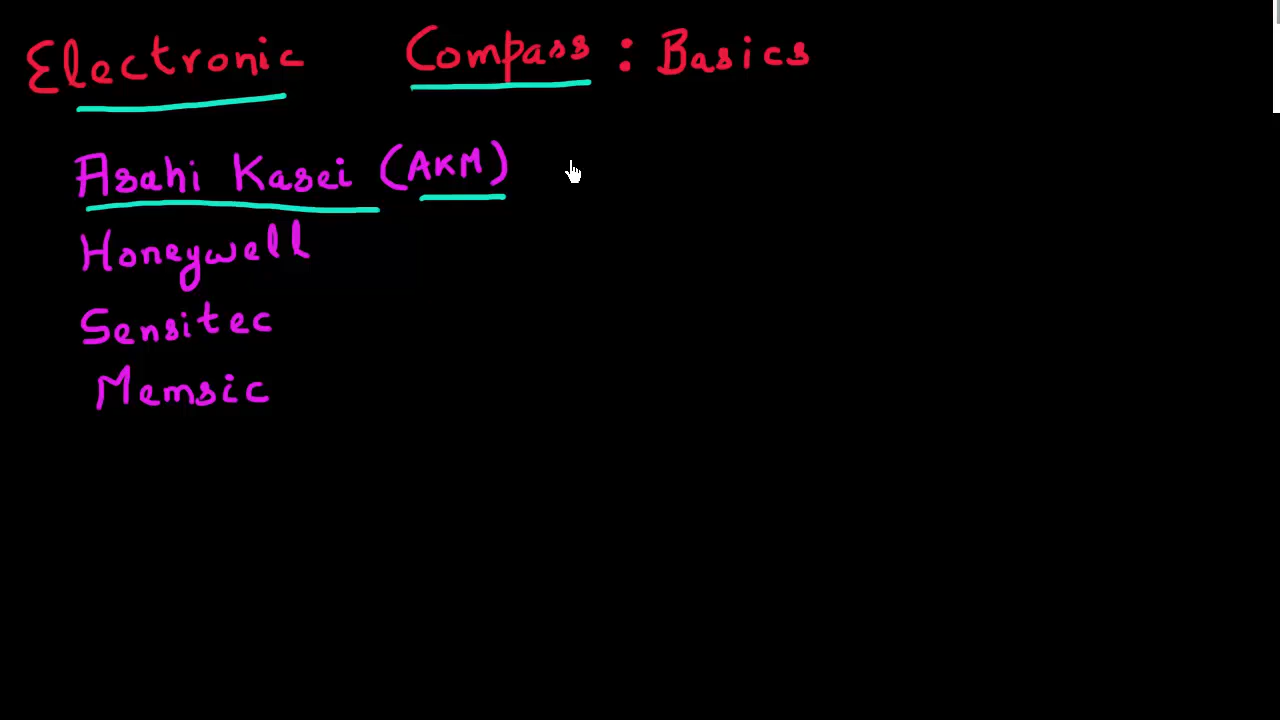 Electronic Compass : Basics
Asahi Kasei (AKM)
Honeywell
Sensitec
Memsic